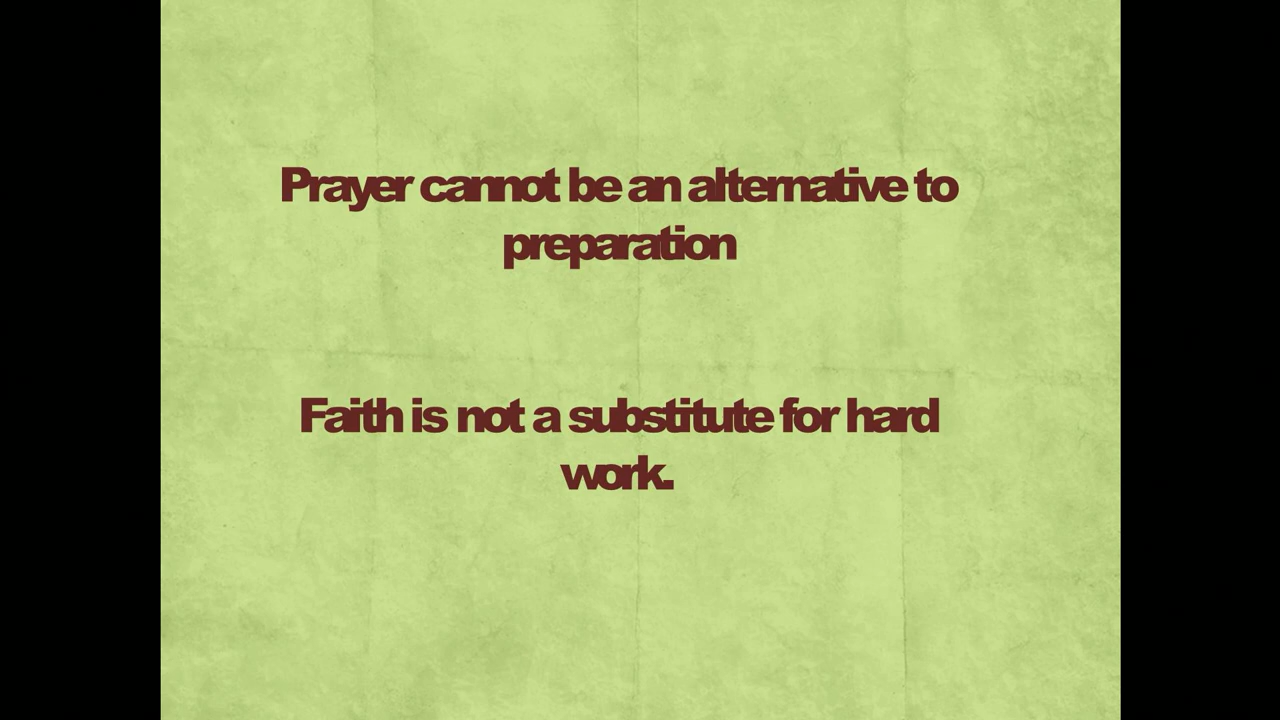 Prayer cannot be an alternative to
preparation
Faith is not a substitute for hard
work.